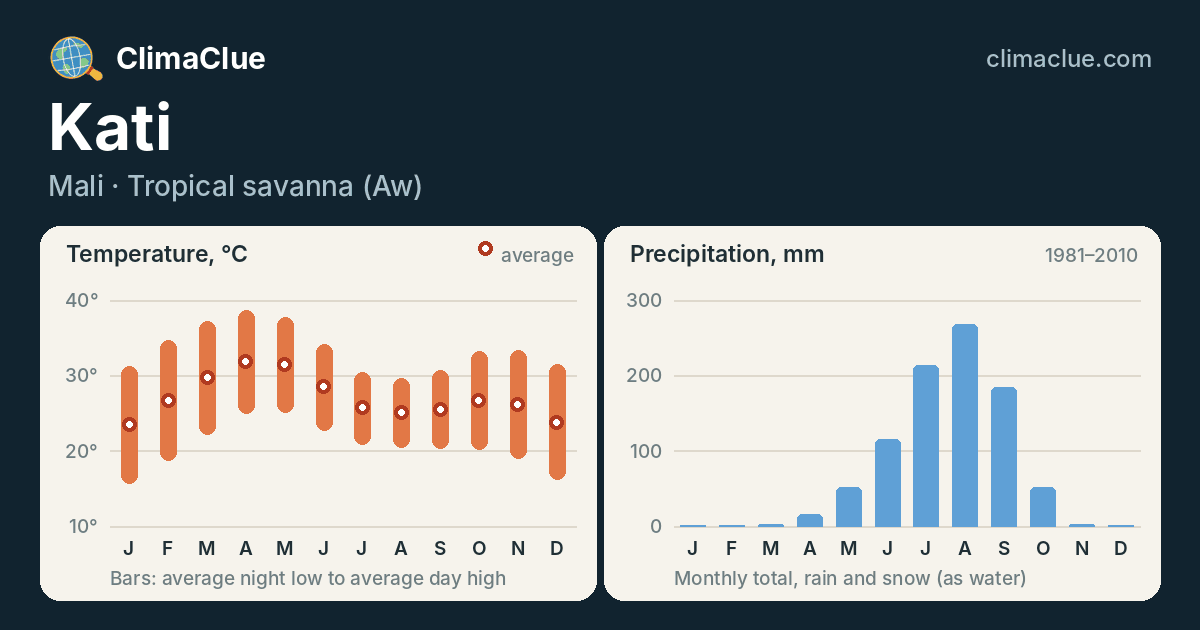 ClimaClue
climaclue.com
Kati
Mali · Tropical savanna (Aw)
Temperature, °C
average
40°
30°
20°
10°
J F M A M J J A S O N D
Bars: average night low to average day high
Precipitation, mm
1981–2010
300
200
100
0
J F M A M J J A S O N D
Monthly total, rain and snow (as water)